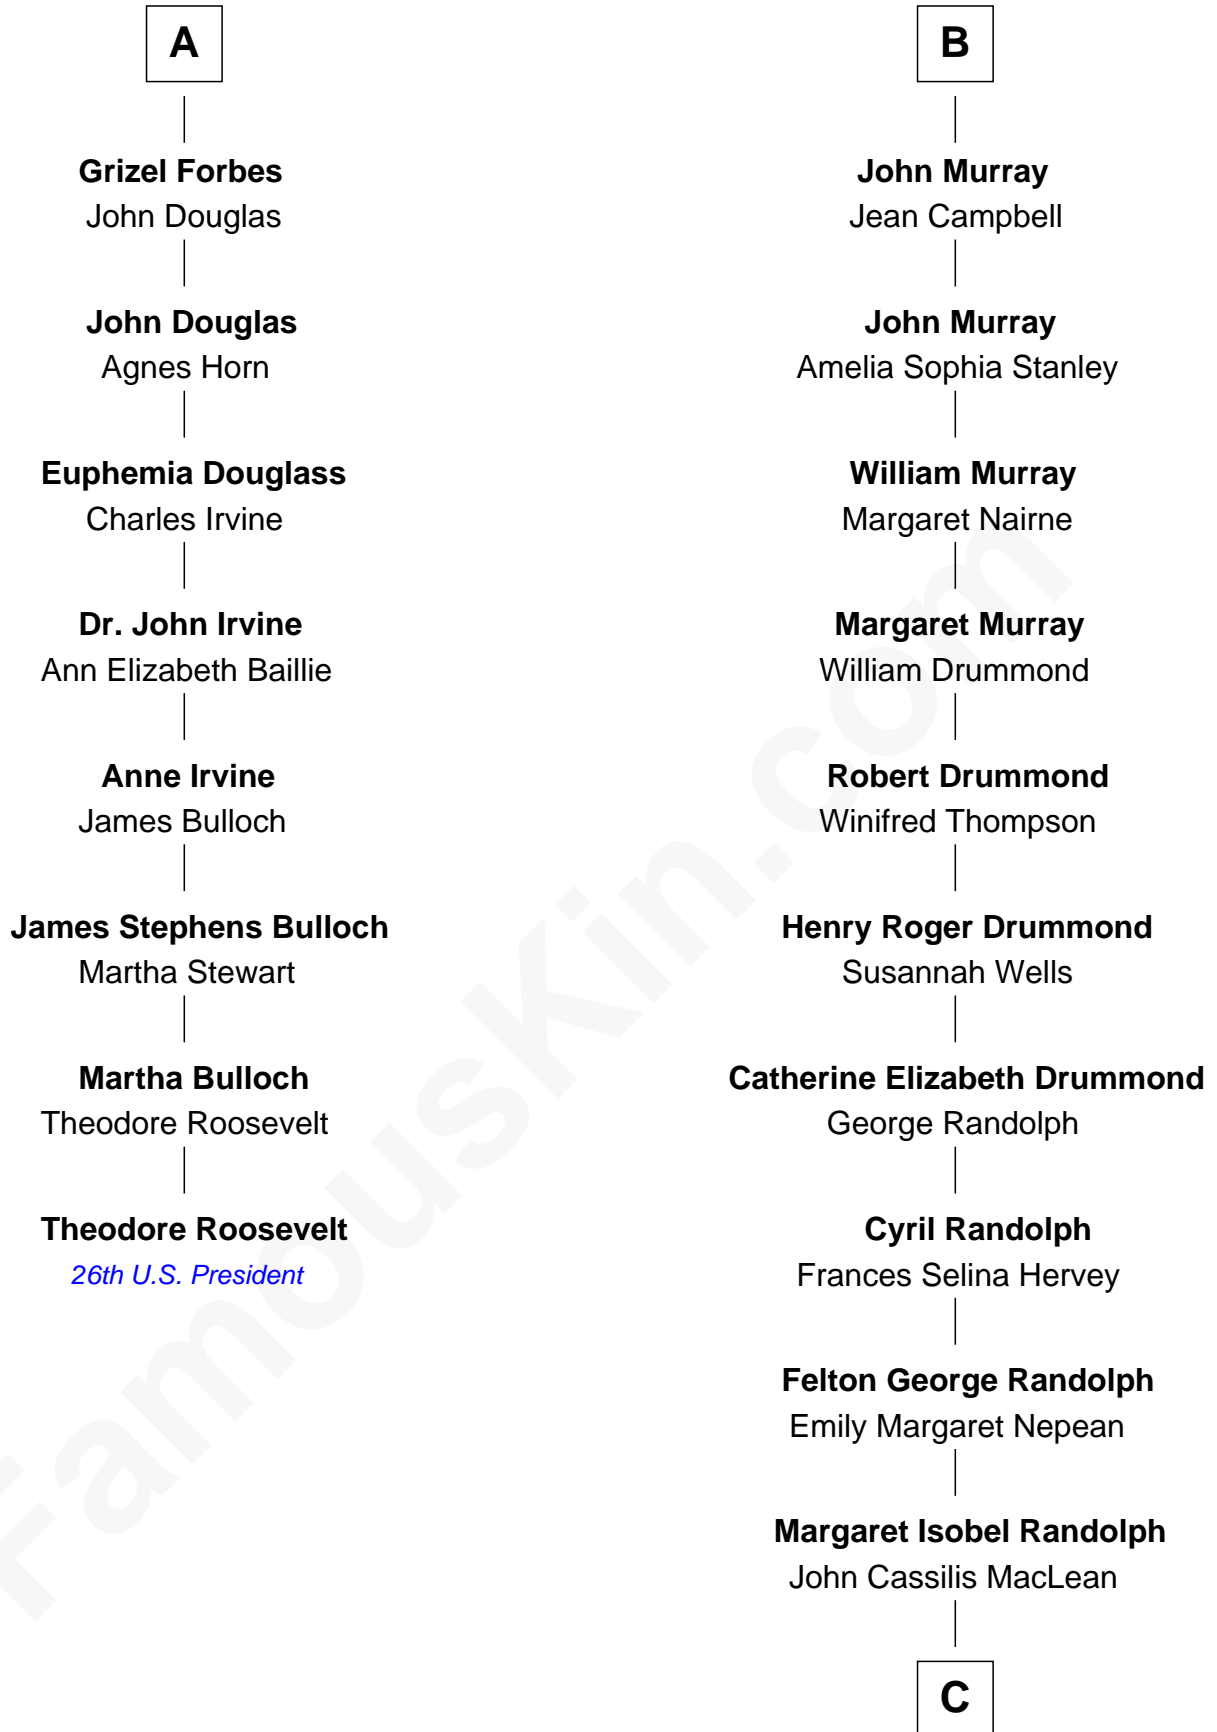 A
Grizel Forbes
John Douglas
John Douglas
Agnes Horn
Euphemia Douglass
Charles Irvine
Dr. John Irvine
Ann Elizabeth Baillie
Anne Irvine
James Bulloch
James Stephens Bulloch
Martha Stewart
Martha Bulloch
Theodore Roosevelt
Theodore Roosevelt
26th U.S. President
B
John Murray
Jean Campbell
John Murray
Amelia Sophia Stanley
William Murray
Margaret Nairne
Margaret Murray
William Drummond
Robert Drummond
Winifred Thompson
Henry Roger Drummond
Susannah Wells
Catherine Elizabeth Drummond
George Randolph
Cyril Randolph
Frances Selina Hervey
Felton George Randolph
Emily Margaret Nepean
Margaret Isobel Randolph
John Cassilis MacLean
C
FamousKin.com